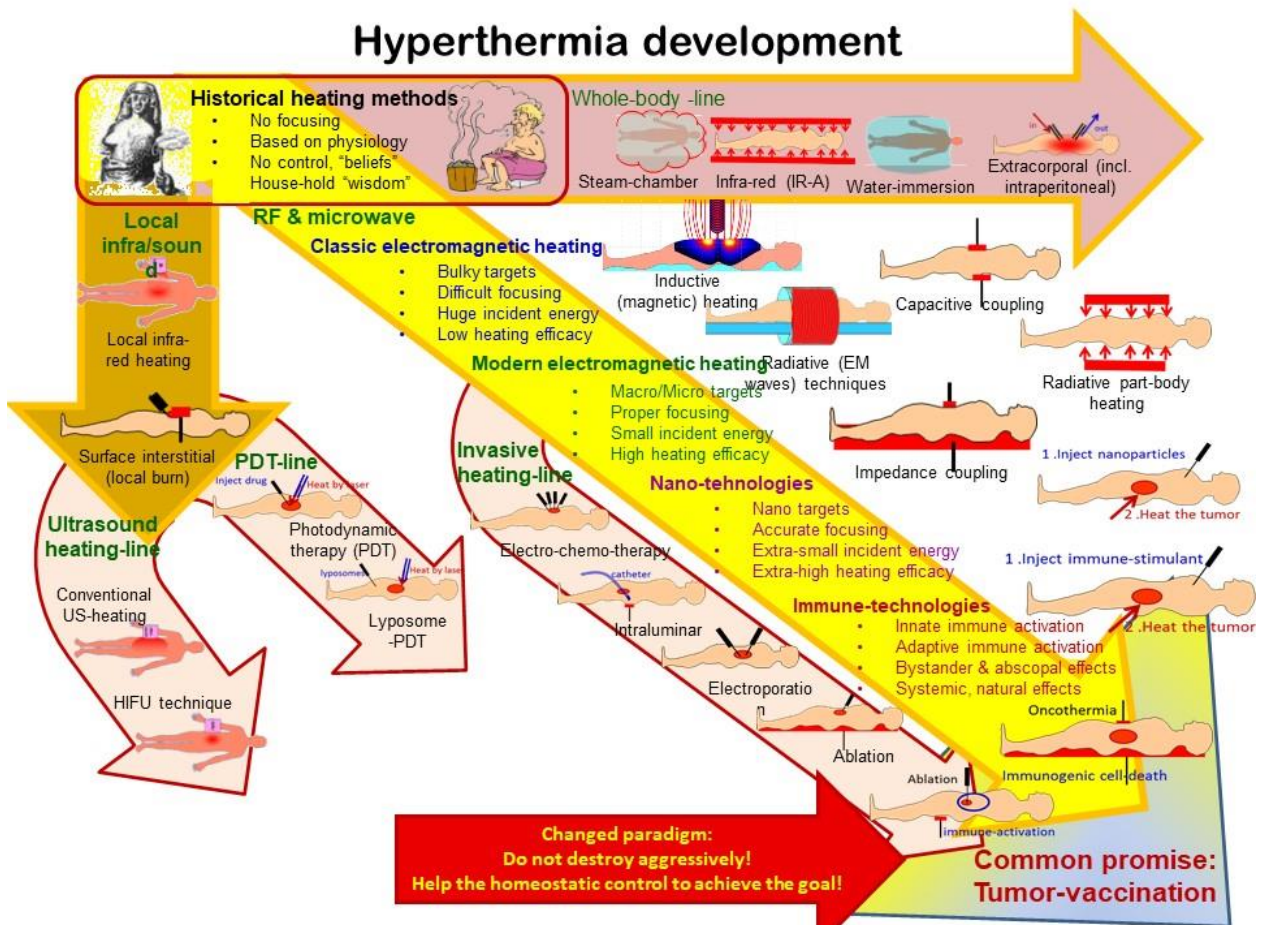 Hyperthermia development
Historical heating methods
• No focusing
• Based on physiology
• No control, “beliefs”
House-hold “wisdom”
Whole-body -line
Steam-chamber
Infra-red (IR-A)
Water-immersion
in
out
Extracorporal (incl.
intraperitoneal)
Local
infra/soun
d
Local infra-
red heating
Surface interstitial
(local burn)
RF & microwave
Classic electromagnetic heating
• Bulky targets
• Difficult focusing
• Huge incident energy
• Low heating efficacy
Inductive
(magnetic) heating
Capacitive coupling
Radiative (EM
waves) techniques
Radiative part-body
heating
Modern electromagnetic heating
• Macro/Micro targets
• Proper focusing
• Small incident energy
• High heating efficacy
Impedance coupling
1 .Inject nanoparticles
2 .Heat the tumor
Nano-tehnologies
• Nano targets
• Accurate focusing
• Extra-small incident energy
• Extra-high heating efficacy
1 .Inject immune-stimulant
2 .Heat the tumor
Immune-technologies
• Innate immune activation
• Adaptive immune activation
• Bystander & abscopal effects
• Systemic, natural effects
Oncothermia
Immunogenic cell-death
PDT-line
Inject drug
Heat by laser
Photodynamic
therapy (PDT)
lyposomes
Heat by laser
Lyposome
-PDT
Ultrasound
heating-line
Conventional
US-heating
HIFU technique
Invasive
heating-line
Electro-chemo-therapy
catheter
Intraluminar
Electroporatio
n
Ablation
Ablation
immune-activation
Changed paradigm:
Do not destroy aggressively!
Help the homeostatic control to achieve the goal!
Common promise:
Tumor-vaccination